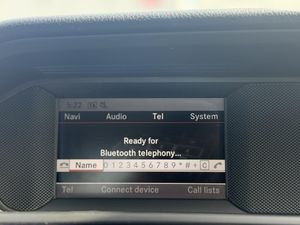 5:22
Navi Audio Tel System
Ready for
Bluetooth telephony...
Name 0 1 2 3 4 5 6 7 8 9 * # + C
Tel Connect device Call lists